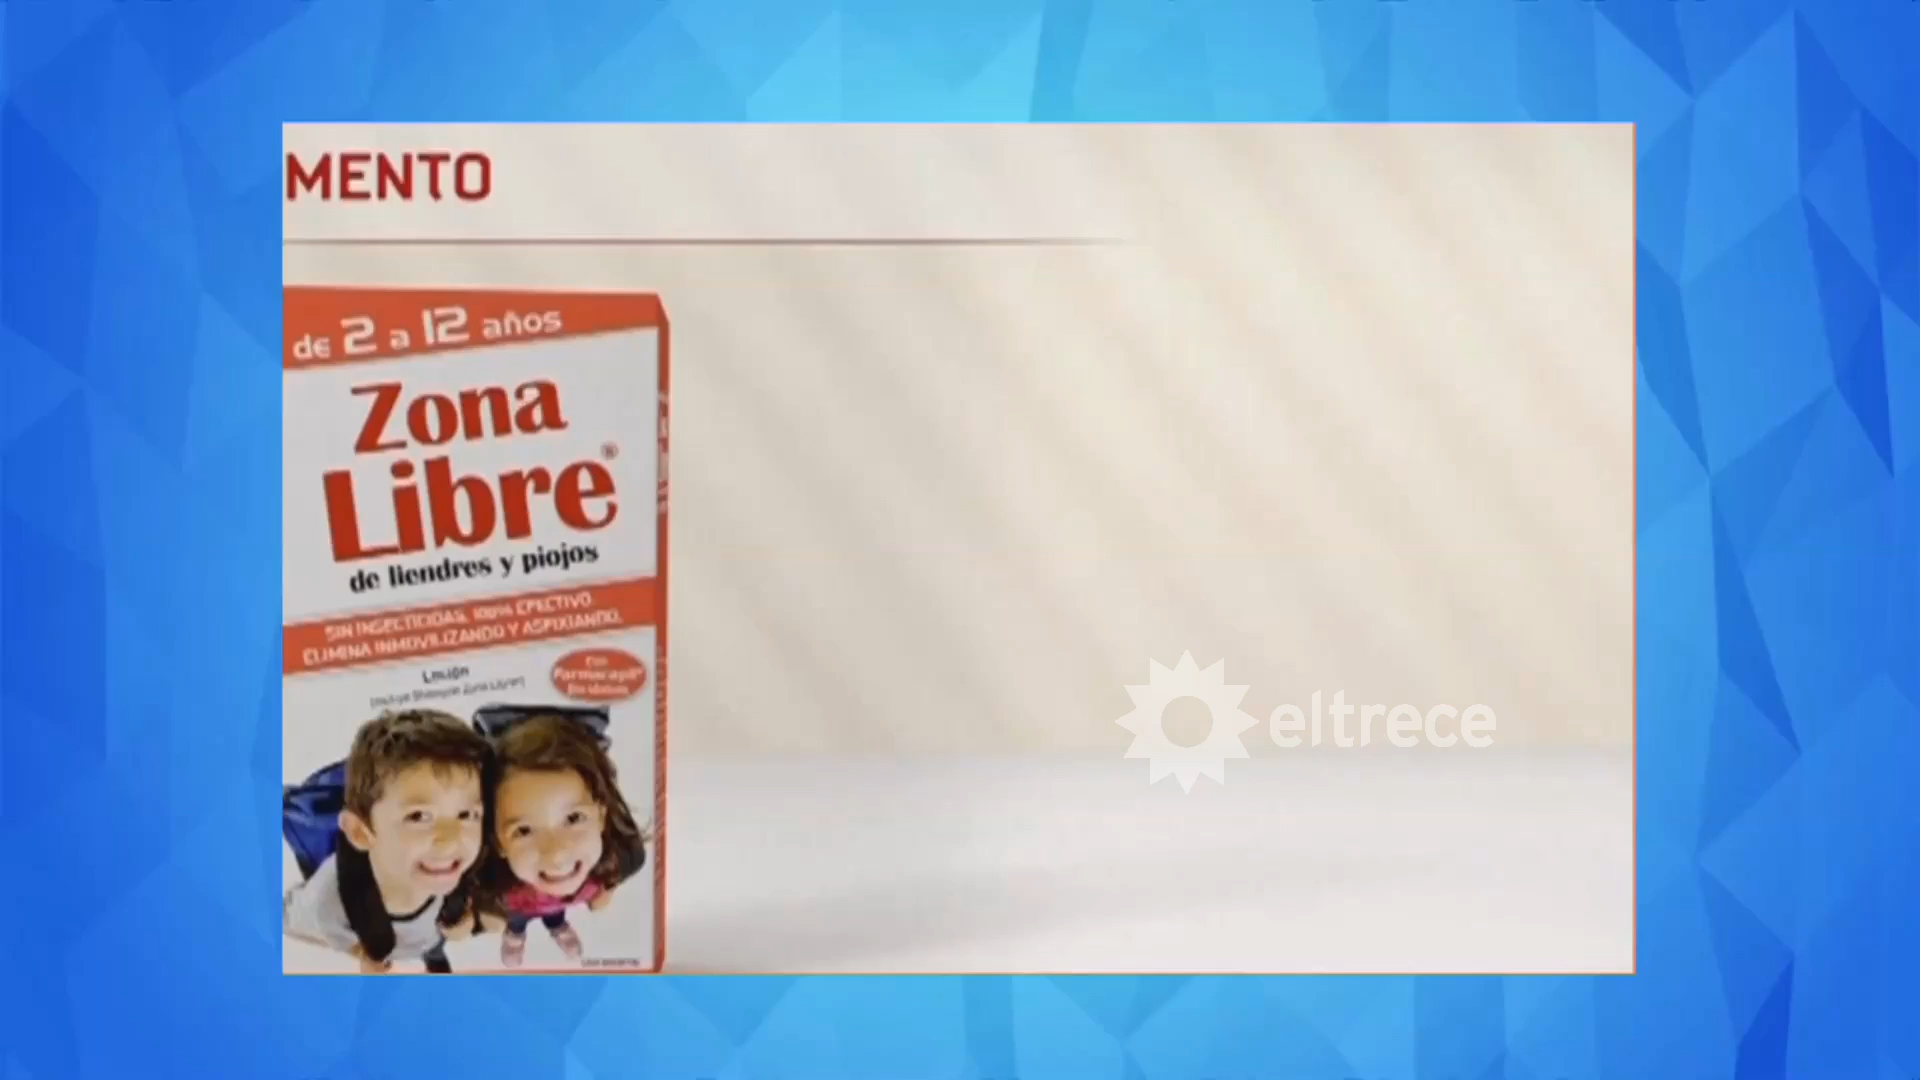 MENTO
de 2 a 12 años
Zona
Libre®
de liendres y piojos
SIN INSECTICIDAS. 100% EFECTIVO.
ELIMINA INMOVILIZANDO Y ASFIXIANDO.
Loción
eltrece